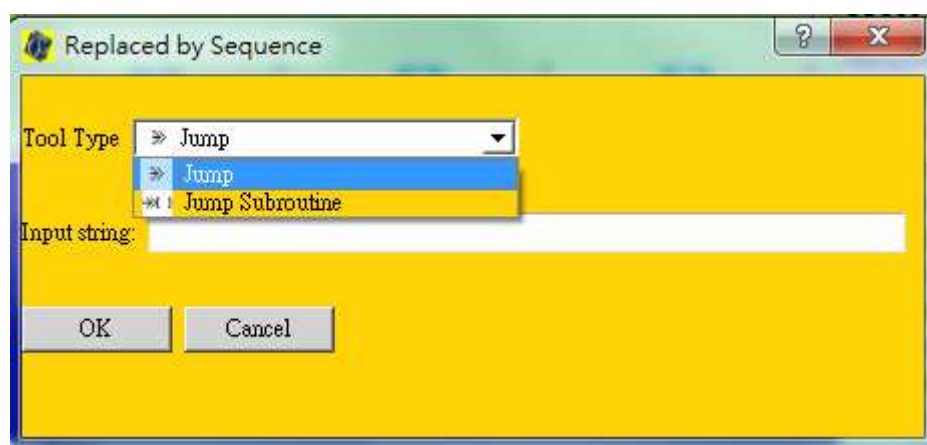 Replaced by Sequence
Tool Type Jump
Jump
Jump Subroutine
Input string:
OK Cancel